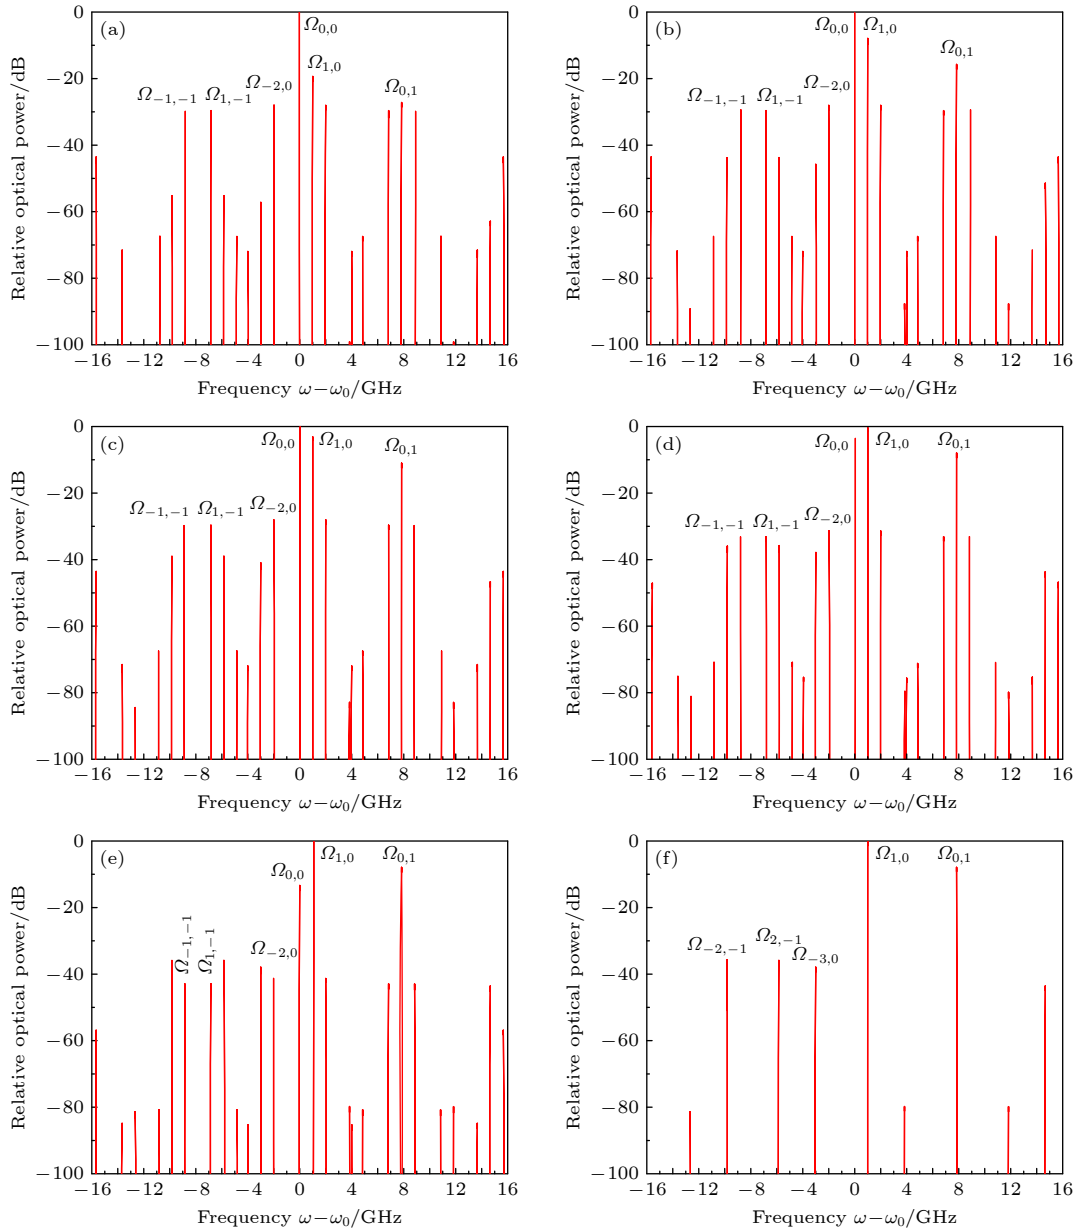 (a)
Ω0,0
Ω1,0
Ω−2,0
Ω−1,−1
Ω1,−1
Ω0,1
0
−20
−40
−60
−80
−100
Relative optical power/dB
−16 −12 −8 −4 0 4 8 12 16
Frequency ω−ω0/GHz
(b)
Ω0,0
Ω1,0
Ω0,1
Ω−2,0
Ω−1,−1
Ω1,−1
0
−20
−40
−60
−80
−100
Relative optical power/dB
−16 −12 −8 −4 0 4 8 12 16
Frequency ω−ω0/GHz
(c)
Ω0,0
Ω1,0
Ω0,1
Ω−1,−1
Ω1,−1
Ω−2,0
0
−20
−40
−60
−80
−100
Relative optical power/dB
−16 −12 −8 −4 0 4 8 12 16
Frequency ω−ω0/GHz
(d)
Ω0,0
Ω1,0
Ω0,1
Ω−1,−1
Ω1,−1
Ω−2,0
0
−20
−40
−60
−80
−100
Relative optical power/dB
−16 −12 −8 −4 0 4 8 12 16
Frequency ω−ω0/GHz
(e)
Ω1,0
Ω0,1
Ω0,0
Ω−1,−1
Ω1,−1
Ω−2,0
0
−20
−40
−60
−80
−100
Relative optical power/dB
−16 −12 −8 −4 0 4 8 12 16
Frequency ω−ω0/GHz
(f)
Ω1,0
Ω0,1
Ω−2,−1
Ω2,−1
Ω−3,0
0
−20
−40
−60
−80
−100
Relative optical power/dB
−16 −12 −8 −4 0 4 8 12 16
Frequency ω−ω0/GHz